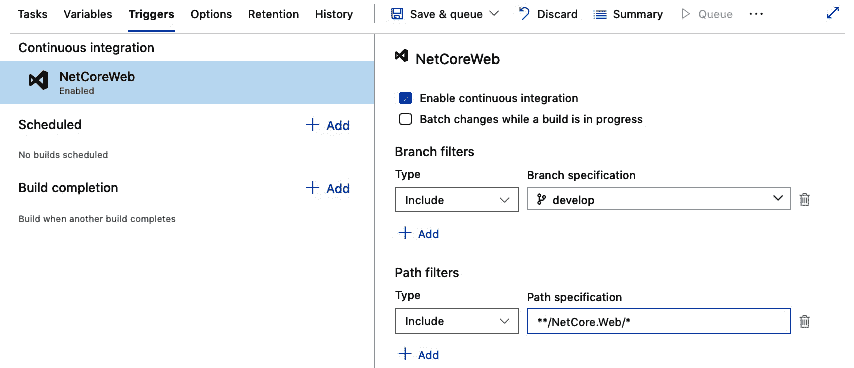 Tasks Variables Triggers Options Retention History Save & queue Discard Summary Queue ...
Continuous integration
NetCoreWeb
Enabled
Scheduled + Add
No builds scheduled
Build completion + Add
Build when another build completes
NetCoreWeb
Enable continuous integration
Batch changes while a build is in progress
Branch filters
Type Branch specification
Include develop
+ Add
Path filters
Type Path specification
Include **/NetCore.Web/*
+ Add